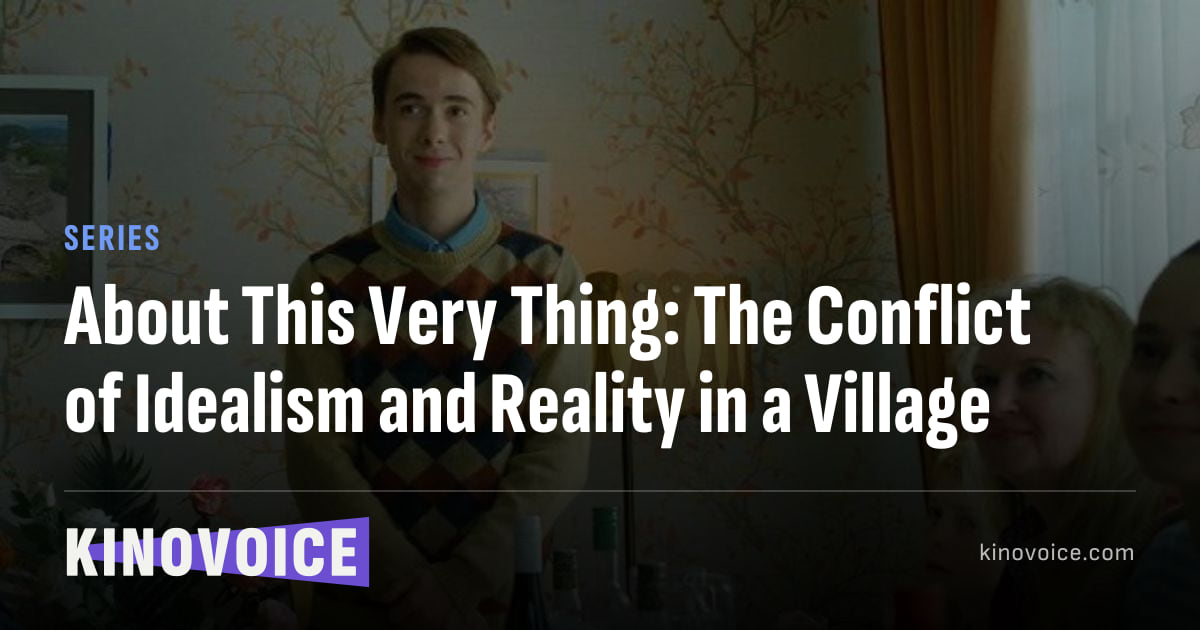 SERIES
About This Very Thing: The Conflict
of Idealism and Reality in a Village
KINOVOICE
kinovoice.com